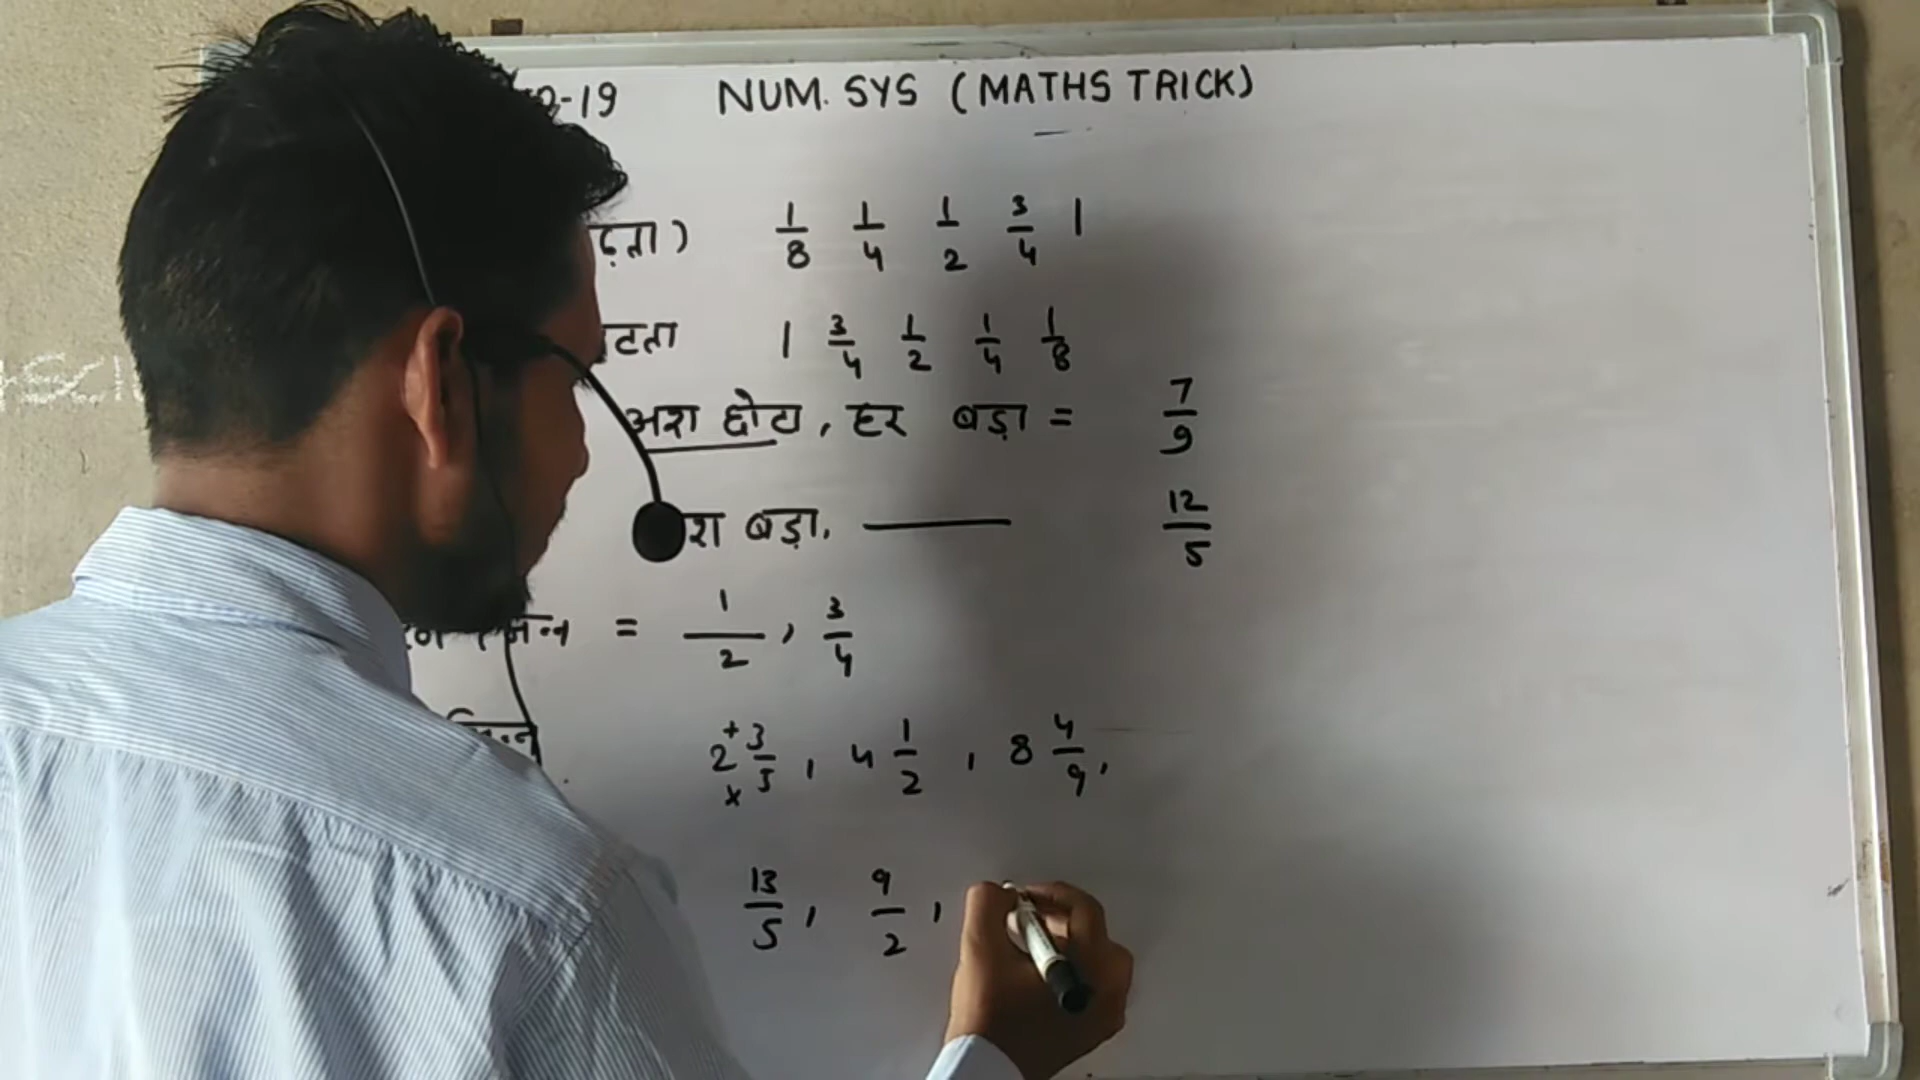 -19 NUM. SYS (MATHS TRICK)
1/8 1/4 1/2 3/4 1
1 3/4 1/2 1/4 1/8
अंश छोटा, हर बड़ा = 7/9
बड़ा, 12/5
= 1/2, 3/4
2 + 3/5 ×, 4 1/2, 8 4/9,
13/5, 9/2,